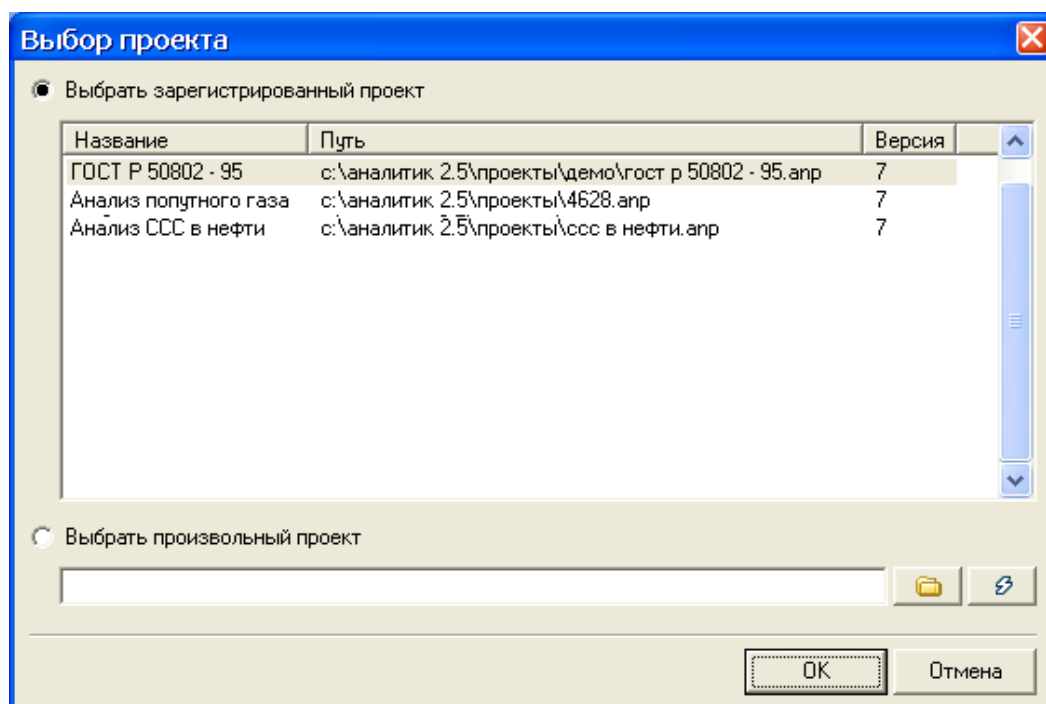 Выбор проекта
Выбрать зарегистрированный проект
Название Путь Версия
ГОСТ Р 50802 - 95 c:\аналитик 2.5\проекты\демо\гост р 50802 - 95.anp 7
Анализ попутного газа c:\аналитик 2.5\проекты\4628.anp 7
Анализ ССС в нефти c:\аналитик 2.5\проекты\ссс в нефти.anp 7
Выбрать произвольный проект
OK Отмена